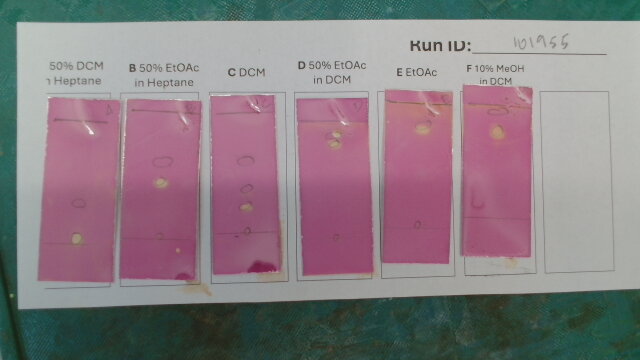 Run ID: 101955
50% DCM
n Heptane
B 50% EtOAc
in Heptane
C DCM
D 50% EtOAc
in DCM
E EtOAc
F 10% MeOH
in DCM